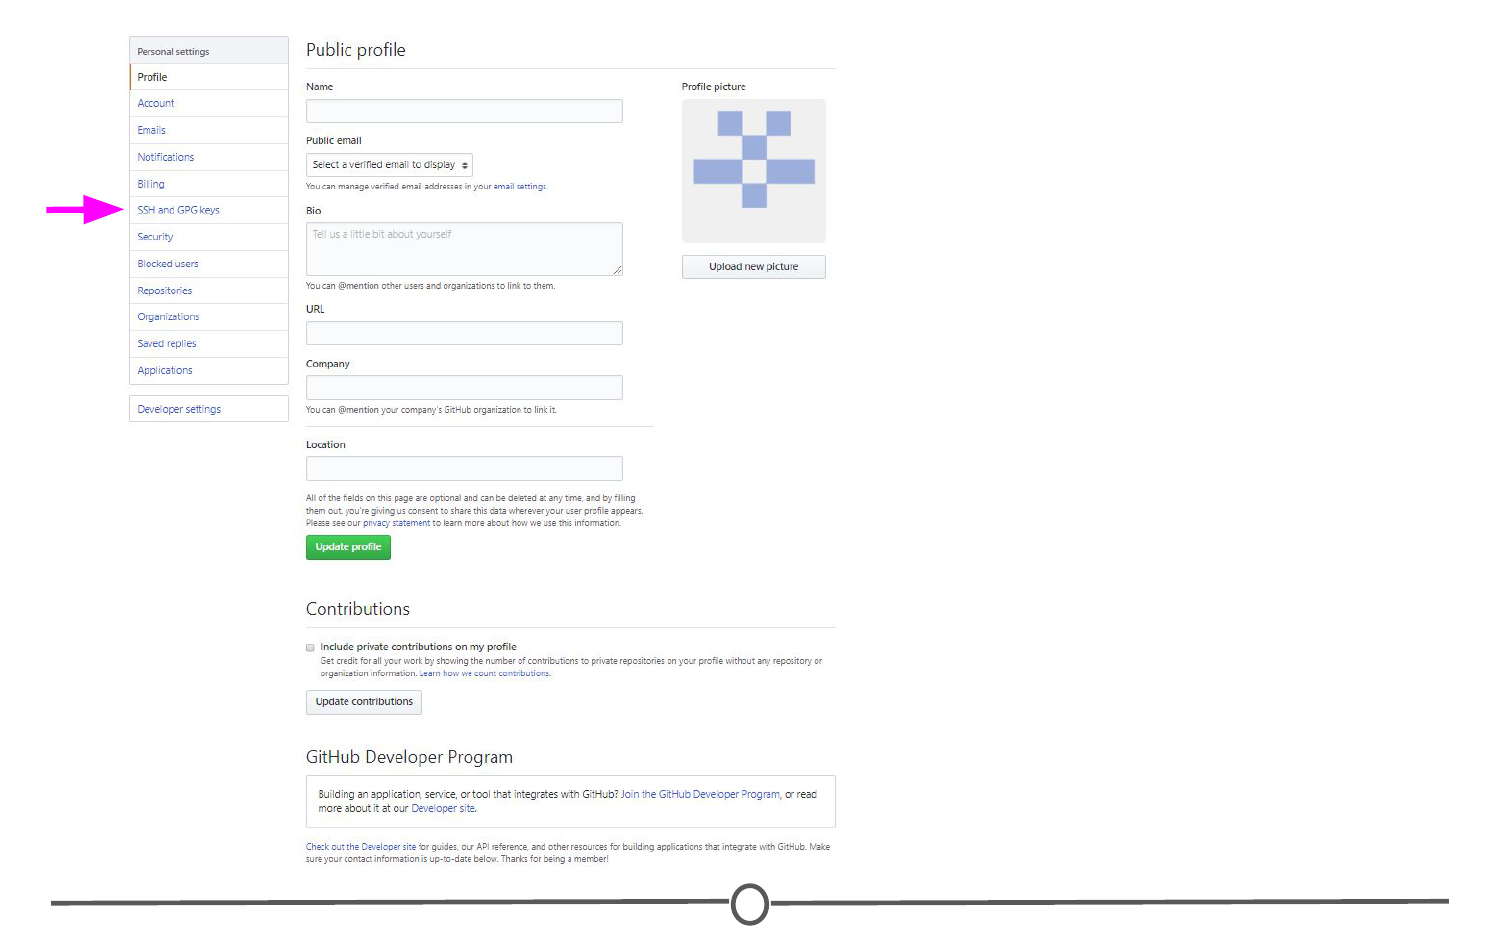 Personal settings
Profile
Account
Emails
Notifications
Billing
SSH and GPG keys
Security
Blocked users
Repositories
Organizations
Saved replies
Applications
Developer settings
Public profile
Name
Public email
Select a verified email to display
You can manage verified email addresses in your email settings.
Bio
Tell us a little bit about yourself
You can @mention other users and organizations to link to them.
URL
Company
You can @mention your company's GitHub organization to link it.
Location
All of the fields on this page are optional and can be deleted at any time, and by filling
them out, you're giving us consent to share this data wherever your user profile appears.
Please see our privacy statement to learn more about how we use this information.
Update profile
Profile picture
Upload new picture
Contributions
Include private contributions on my profile
Get credit for all your work by showing the number of contributions to private repositories on your profile without any repository or
organization information. Learn how we count contributions.
Update contributions
GitHub Developer Program
Building an application, service, or tool that integrates with GitHub? Join the GitHub Developer Program, or read
more about it at our Developer site.
Check out the Developer site for guides, our API reference, and other resources for building applications that integrate with GitHub. Make
sure your contact information is up-to-date below. Thanks for being a member!